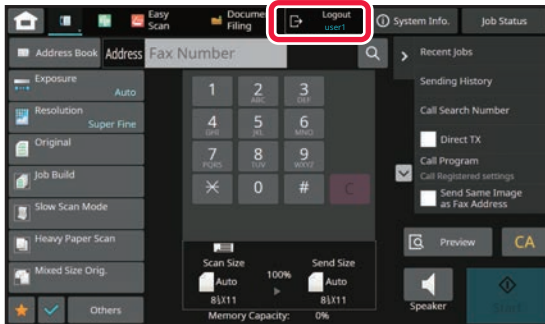 Easy
Scan
Document
Filing
Logout
user1
System Info.
Job Status
Address Book
Address
Fax Number
Recent Jobs
Sending History
Call Search Number
Direct TX
Call Program
Call Registered settings
Send Same Image
as Fax Address
Exposure
Auto
Resolution
Super Fine
Original
Job Build
Slow Scan Mode
Heavy Paper Scan
Mixed Size Orig.
Others
1
2 ABC
3 DEF
4 GHI
5 JKL
6 MNO
7 PQRS
8 TUV
9 WXYZ
0
#
C
Scan Size
Send Size
Auto
100%
Auto
8½X11
8½X11
Memory Capacity: 0%
Preview
CA
Speaker
Start